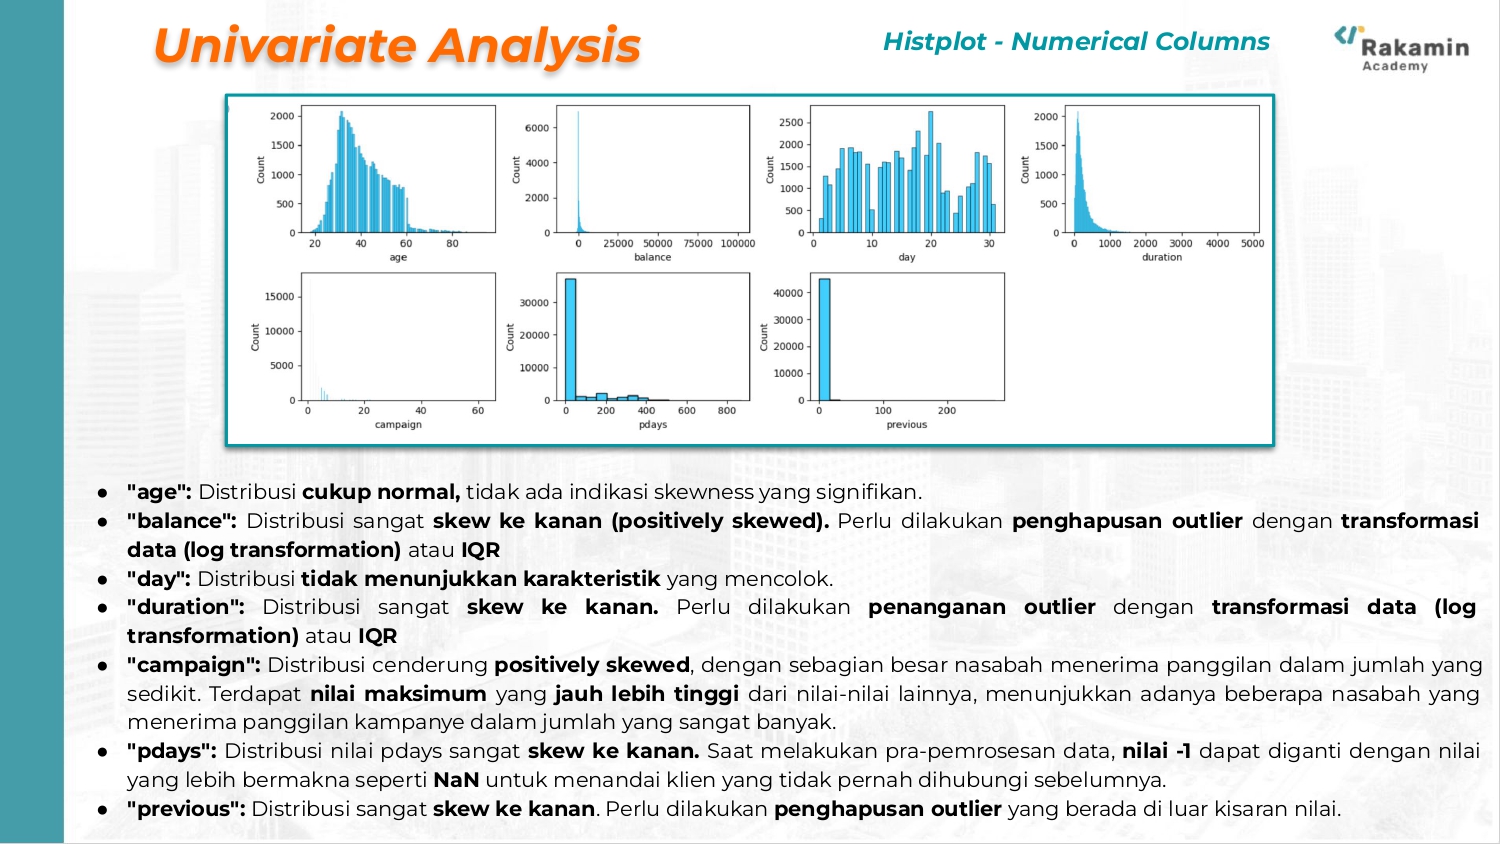 Univariate Analysis
Histplot - Numerical Columns
Rakamin
Academy
2000
1500
1000
500
0
Count
20 40 60 80
age
6000
4000
2000
0
Count
0 25000 50000 75000 100000
balance
2500
2000
1500
1000
500
0
Count
0 10 20 30
day
2000
1500
1000
500
0
Count
0 1000 2000 3000 4000 5000
duration
15000
10000
5000
0
Count
0 20 40 60
campaign
30000
20000
10000
0
Count
0 200 400 600 800
pdays
40000
30000
20000
10000
0
Count
0 100 200
previous
● "age": Distribusi cukup normal, tidak ada indikasi skewness yang signifikan.
● "balance": Distribusi sangat skew ke kanan (positively skewed). Perlu dilakukan penghapusan outlier dengan transformasi
data (log transformation) atau IQR
● "day": Distribusi tidak menunjukkan karakteristik yang mencolok.
● "duration": Distribusi sangat skew ke kanan. Perlu dilakukan penanganan outlier dengan transformasi data (log
transformation) atau IQR
● "campaign": Distribusi cenderung positively skewed, dengan sebagian besar nasabah menerima panggilan dalam jumlah yang
sedikit. Terdapat nilai maksimum yang jauh lebih tinggi dari nilai-nilai lainnya, menunjukkan adanya beberapa nasabah yang
menerima panggilan kampanye dalam jumlah yang sangat banyak.
● "pdays": Distribusi nilai pdays sangat skew ke kanan. Saat melakukan pra-pemrosesan data, nilai -1 dapat diganti dengan nilai
yang lebih bermakna seperti NaN untuk menandai klien yang tidak pernah dihubungi sebelumnya.
● "previous": Distribusi sangat skew ke kanan. Perlu dilakukan penghapusan outlier yang berada di luar kisaran nilai.